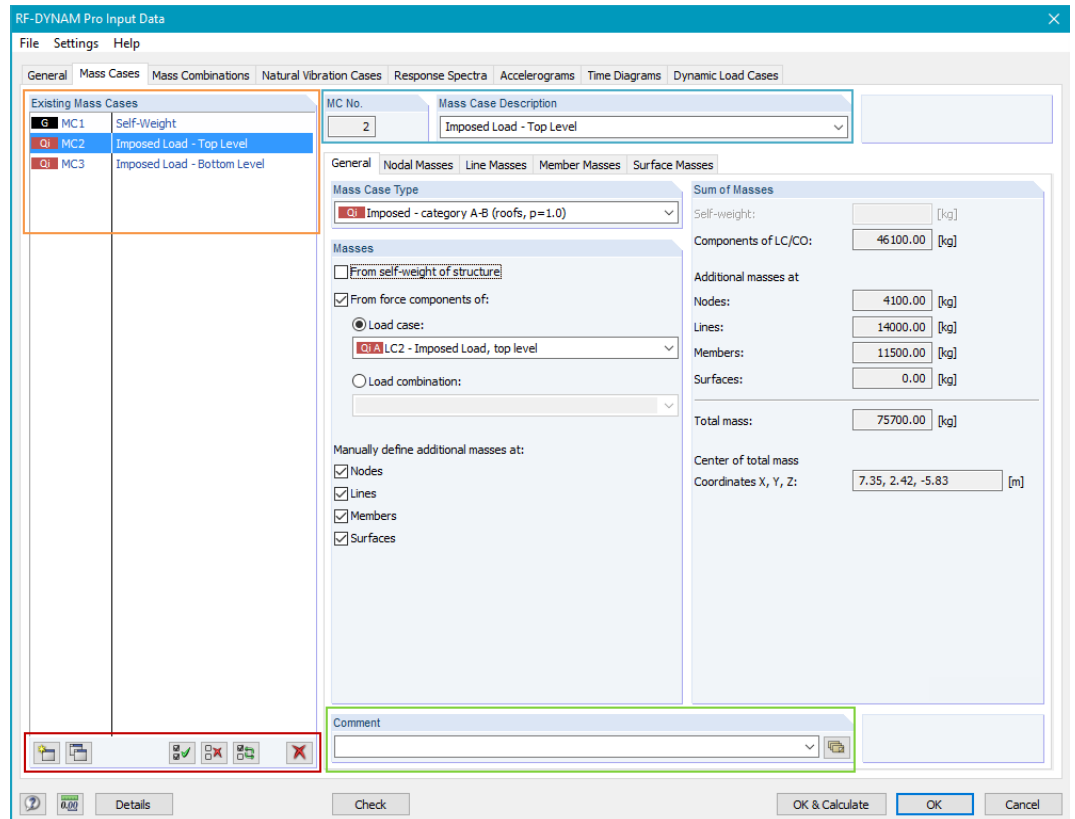 RF-DYNAM Pro Input Data
File Settings Help
General Mass Cases Mass Combinations Natural Vibration Cases Response Spectra Accelerograms Time Diagrams Dynamic Load Cases
Existing Mass Cases
G MC1 Self-Weight
Qi MC2 Imposed Load - Top Level
Qi MC3 Imposed Load - Bottom Level
MC No.
2
Mass Case Description
Imposed Load - Top Level
General Nodal Masses Line Masses Member Masses Surface Masses
Mass Case Type
Qi Imposed - category A-B (roofs, p=1.0)
Masses
From self-weight of structure
From force components of:
Load case:
Qi A LC2 - Imposed Load, top level
Load combination:
Manually define additional masses at:
Nodes
Lines
Members
Surfaces
Sum of Masses
Self-weight: [kg]
Components of LC/CO: 46100.00 [kg]
Additional masses at
Nodes: 4100.00 [kg]
Lines: 14000.00 [kg]
Members: 11500.00 [kg]
Surfaces: 0.00 [kg]
Total mass: 75700.00 [kg]
Center of total mass
Coordinates X, Y, Z: 7.35, 2.42, -5.83 [m]
Comment
0.00 Details Check OK & Calculate OK Cancel